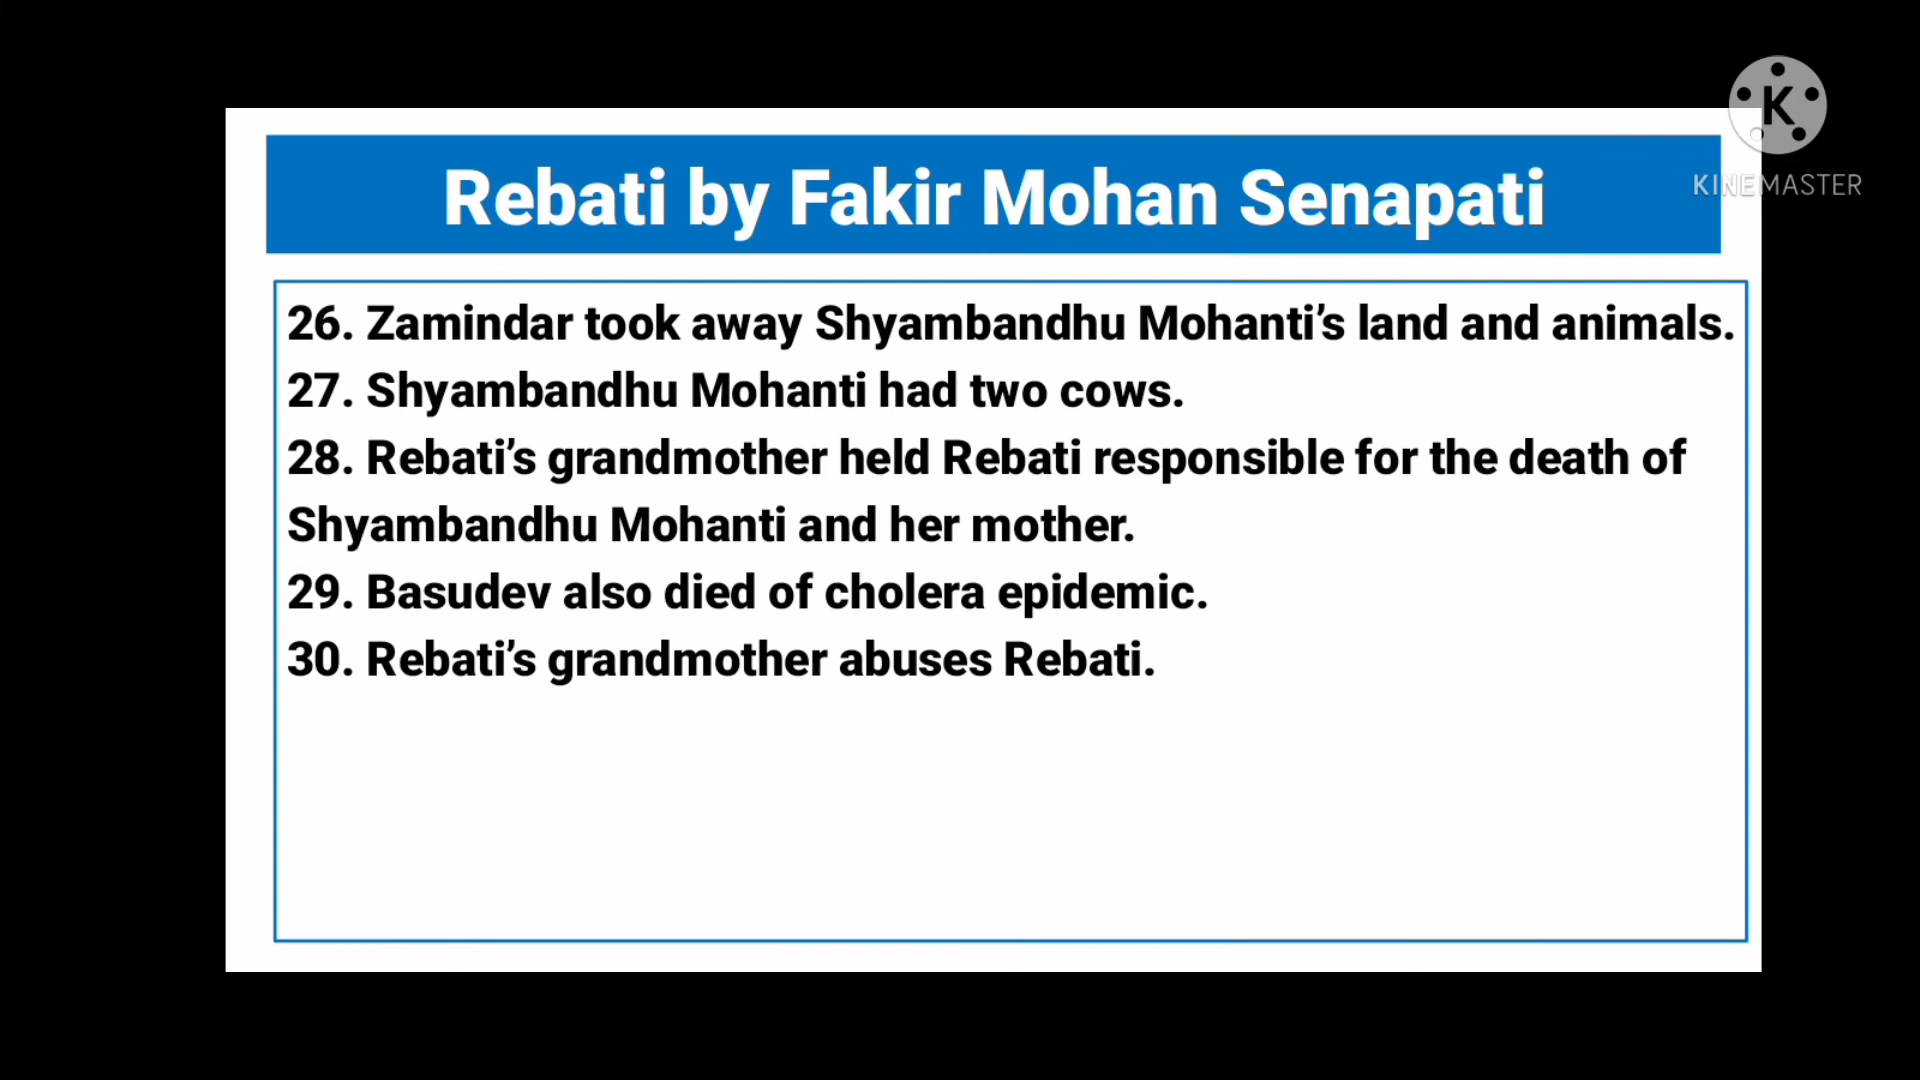 K
KINEMASTER
Rebati by Fakir Mohan Senapati
26. Zamindar took away Shyambandhu Mohanti’s land and animals.
27. Shyambandhu Mohanti had two cows.
28. Rebati’s grandmother held Rebati responsible for the death of
Shyambandhu Mohanti and her mother.
29. Basudev also died of cholera epidemic.
30. Rebati’s grandmother abuses Rebati.